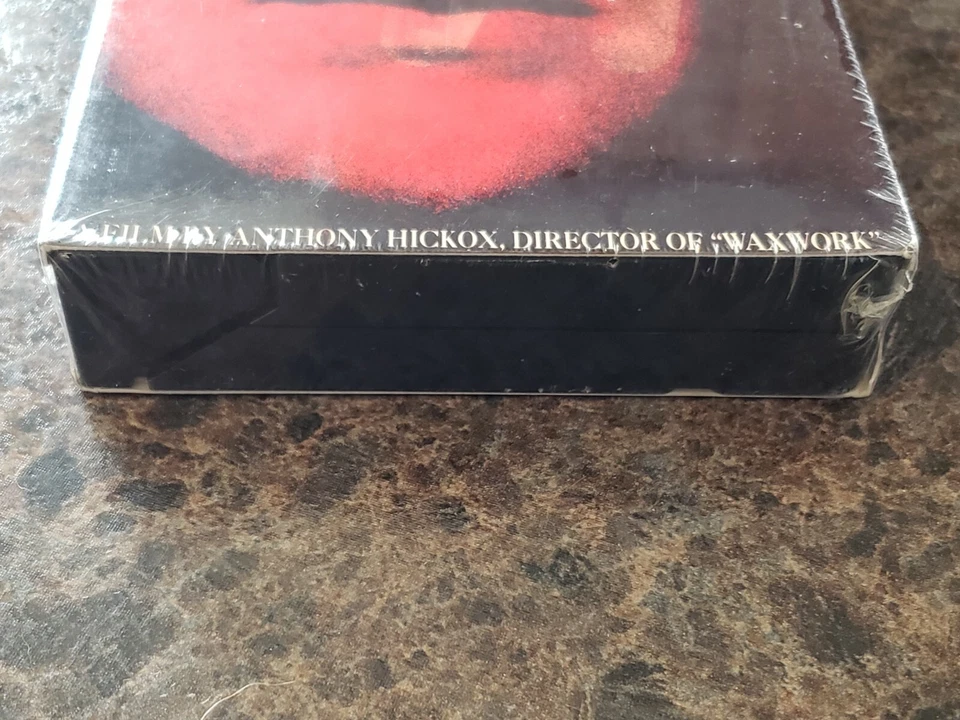 A FILM BY ANTHONY HICKOX, DIRECTOR OF "WAXWORK"